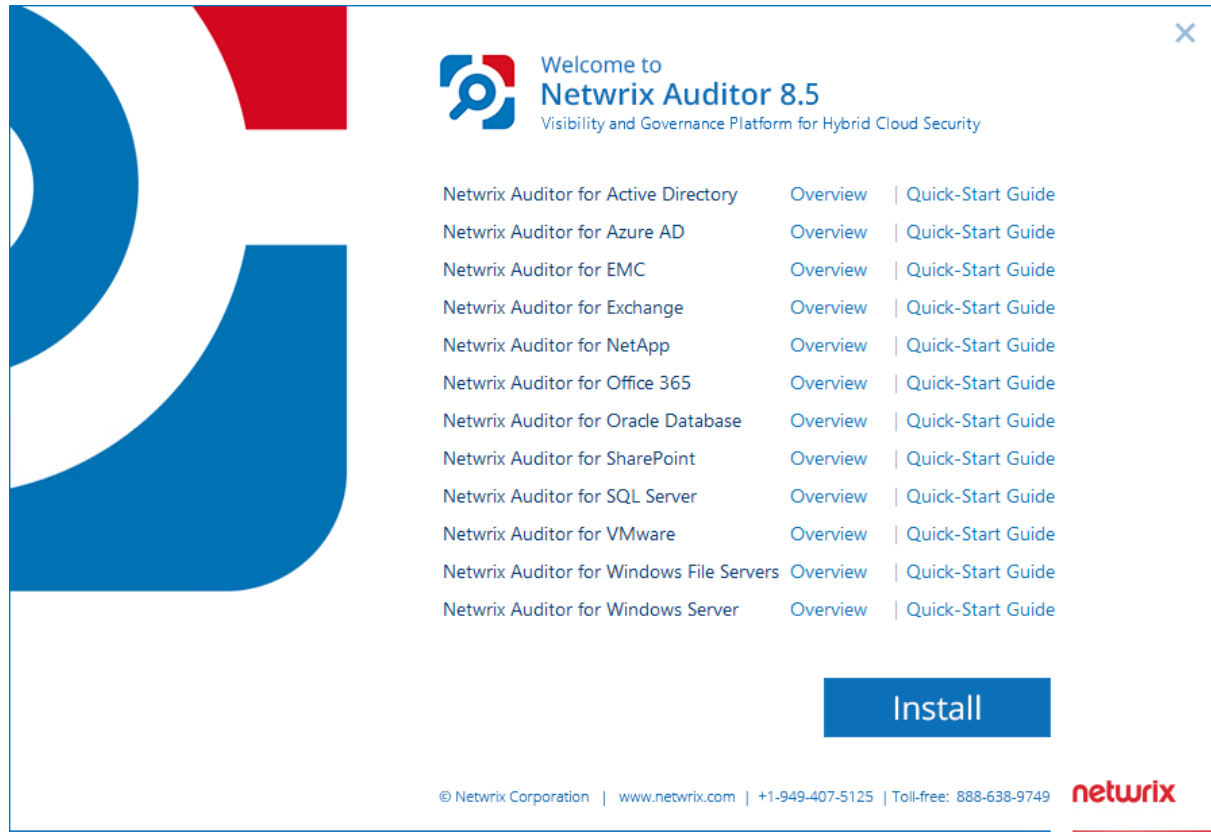 Welcome to
Netwrix Auditor 8.5
Visibility and Governance Platform for Hybrid Cloud Security
Netwrix Auditor for Active Directory Overview | Quick-Start Guide
Netwrix Auditor for Azure AD Overview | Quick-Start Guide
Netwrix Auditor for EMC Overview | Quick-Start Guide
Netwrix Auditor for Exchange Overview | Quick-Start Guide
Netwrix Auditor for NetApp Overview | Quick-Start Guide
Netwrix Auditor for Office 365 Overview | Quick-Start Guide
Netwrix Auditor for Oracle Database Overview | Quick-Start Guide
Netwrix Auditor for SharePoint Overview | Quick-Start Guide
Netwrix Auditor for SQL Server Overview | Quick-Start Guide
Netwrix Auditor for VMware Overview | Quick-Start Guide
Netwrix Auditor for Windows File Servers Overview | Quick-Start Guide
Netwrix Auditor for Windows Server Overview | Quick-Start Guide
Install
© Netwrix Corporation | www.netwrix.com | +1-949-407-5125 | Toll-free: 888-638-9749 netwrix